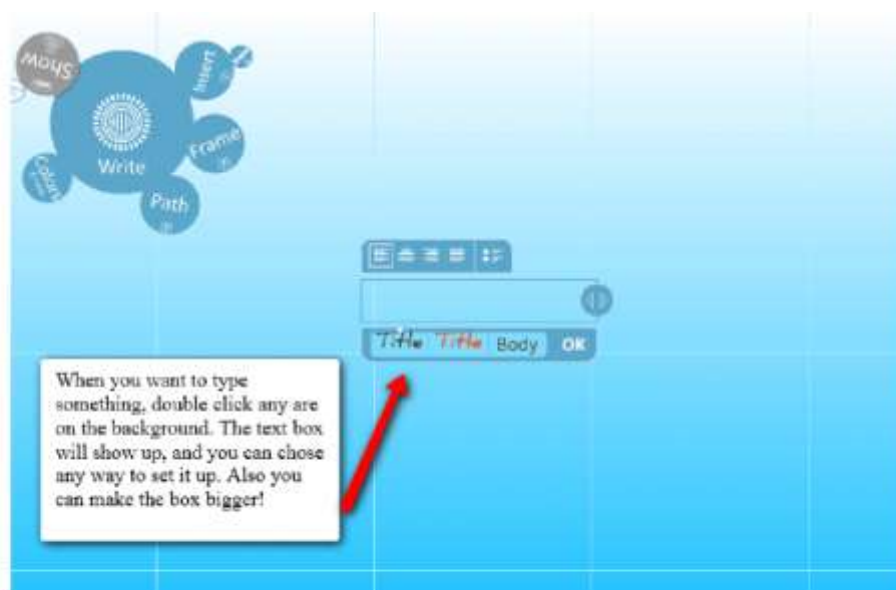 Show
Insert
Write
Frame
Colors
Path
Title Title Body OK
When you want to type
something, double click any are
on the background. The text box
will show up, and you can chose
any way to set it up. Also you
can make the box bigger!